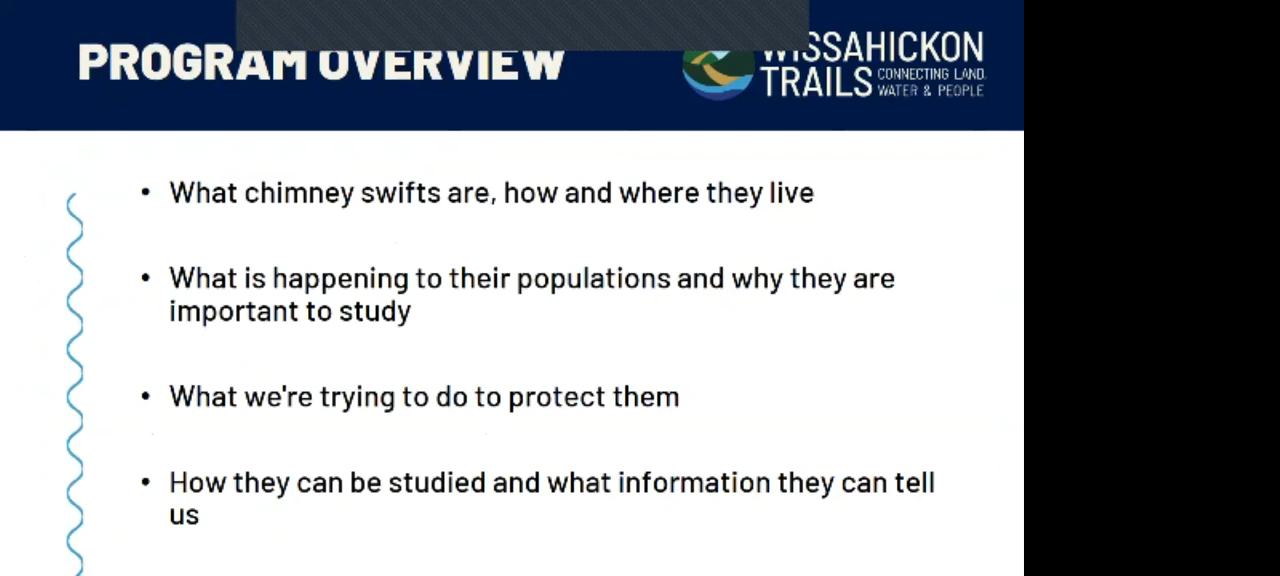 PROGRAM OVERVIEW
WISSAHICKON
TRAILS CONNECTING LAND,
WATER & PEOPLE
• What chimney swifts are, how and where they live
• What is happening to their populations and why they are
important to study
• What we're trying to do to protect them
• How they can be studied and what information they can tell
us